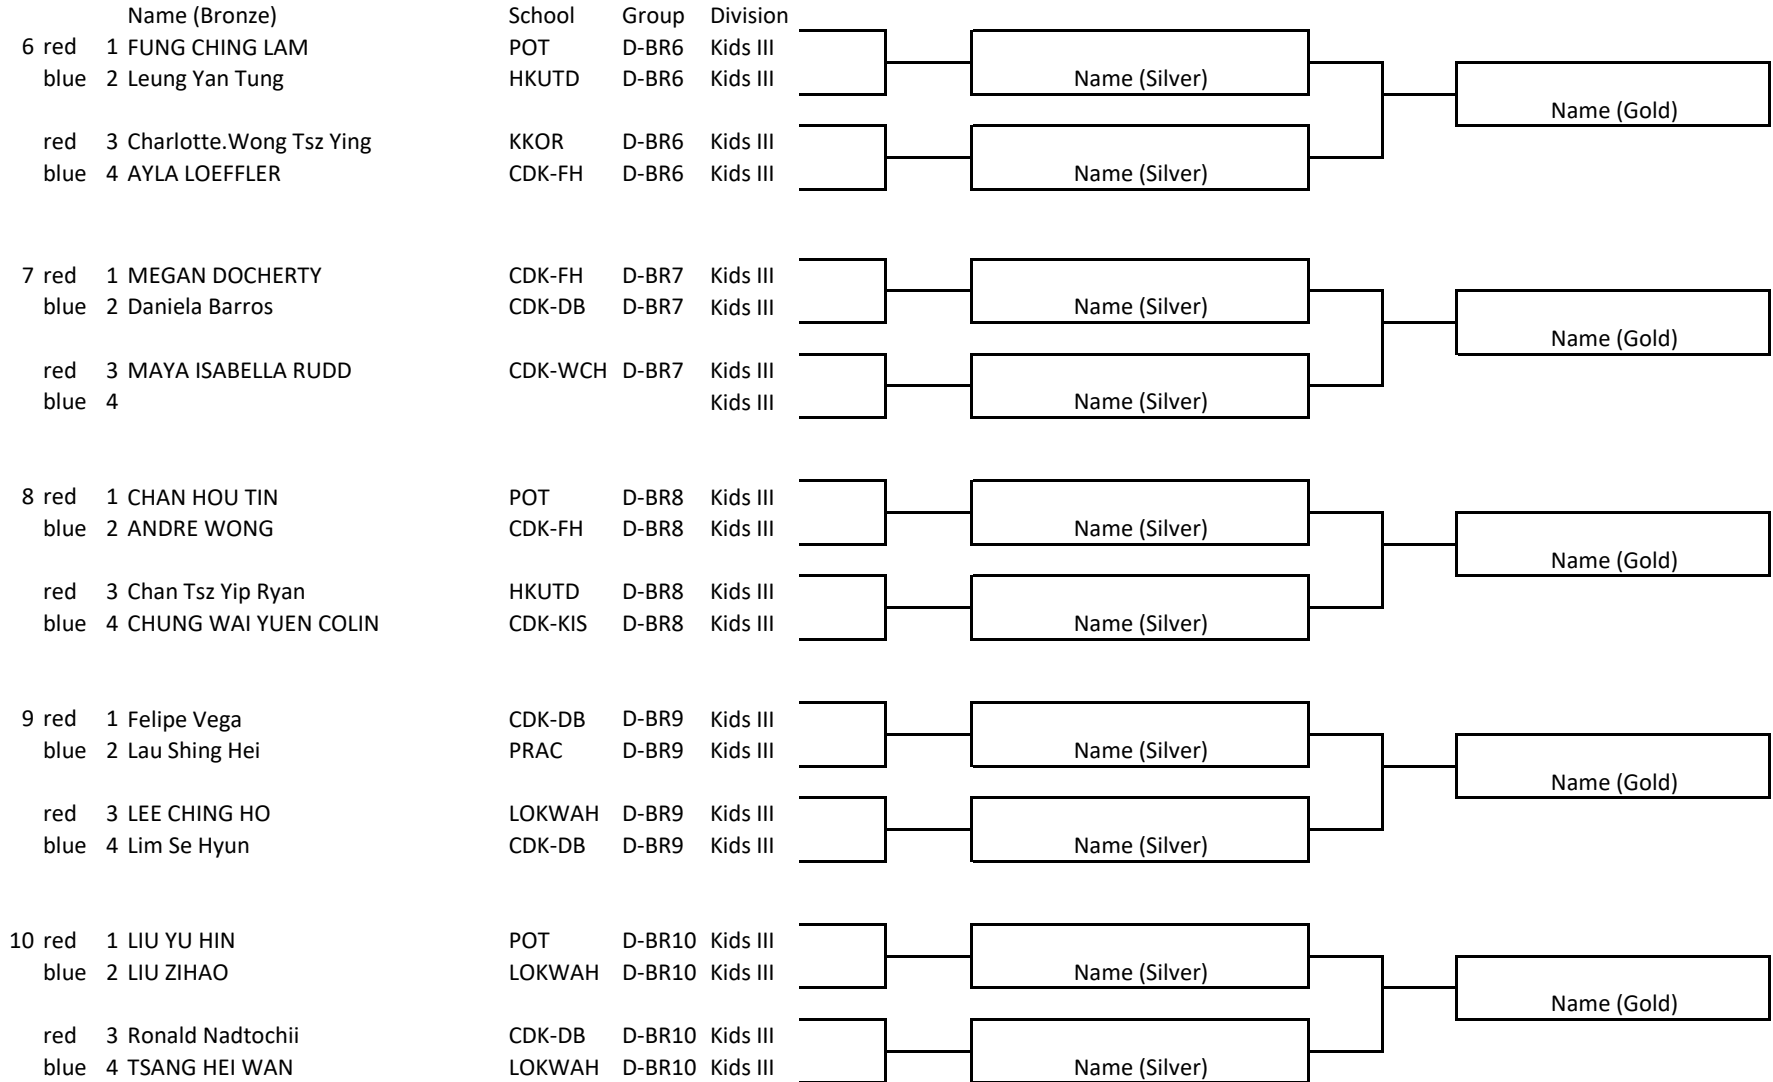 Name (Bronze) School Group Division
6 red 1 FUNG CHING LAM POT D-BR6 Kids III
blue 2 Leung Yan Tung HKUTD D-BR6 Kids III Name (Silver)
Name (Gold)
red 3 Charlotte.Wong Tsz Ying KKOR D-BR6 Kids III
blue 4 AYLA LOEFFLER CDK-FH D-BR6 Kids III Name (Silver)
7 red 1 MEGAN DOCHERTY CDK-FH D-BR7 Kids III
blue 2 Daniela Barros CDK-DB D-BR7 Kids III Name (Silver)
Name (Gold)
red 3 MAYA ISABELLA RUDD CDK-WCH D-BR7 Kids III
blue 4 Kids III Name (Silver)
8 red 1 CHAN HOU TIN POT D-BR8 Kids III
blue 2 ANDRE WONG CDK-FH D-BR8 Kids III Name (Silver)
Name (Gold)
red 3 Chan Tsz Yip Ryan HKUTD D-BR8 Kids III
blue 4 CHUNG WAI YUEN COLIN CDK-KIS D-BR8 Kids III Name (Silver)
9 red 1 Felipe Vega CDK-DB D-BR9 Kids III
blue 2 Lau Shing Hei PRAC D-BR9 Kids III Name (Silver)
Name (Gold)
red 3 LEE CHING HO LOKWAH D-BR9 Kids III
blue 4 Lim Se Hyun CDK-DB D-BR9 Kids III Name (Silver)
10 red 1 LIU YU HIN POT D-BR10 Kids III
blue 2 LIU ZIHAO LOKWAH D-BR10 Kids III Name (Silver)
Name (Gold)
red 3 Ronald Nadtochii CDK-DB D-BR10 Kids III
blue 4 TSANG HEI WAN LOKWAH D-BR10 Kids III Name (Silver)